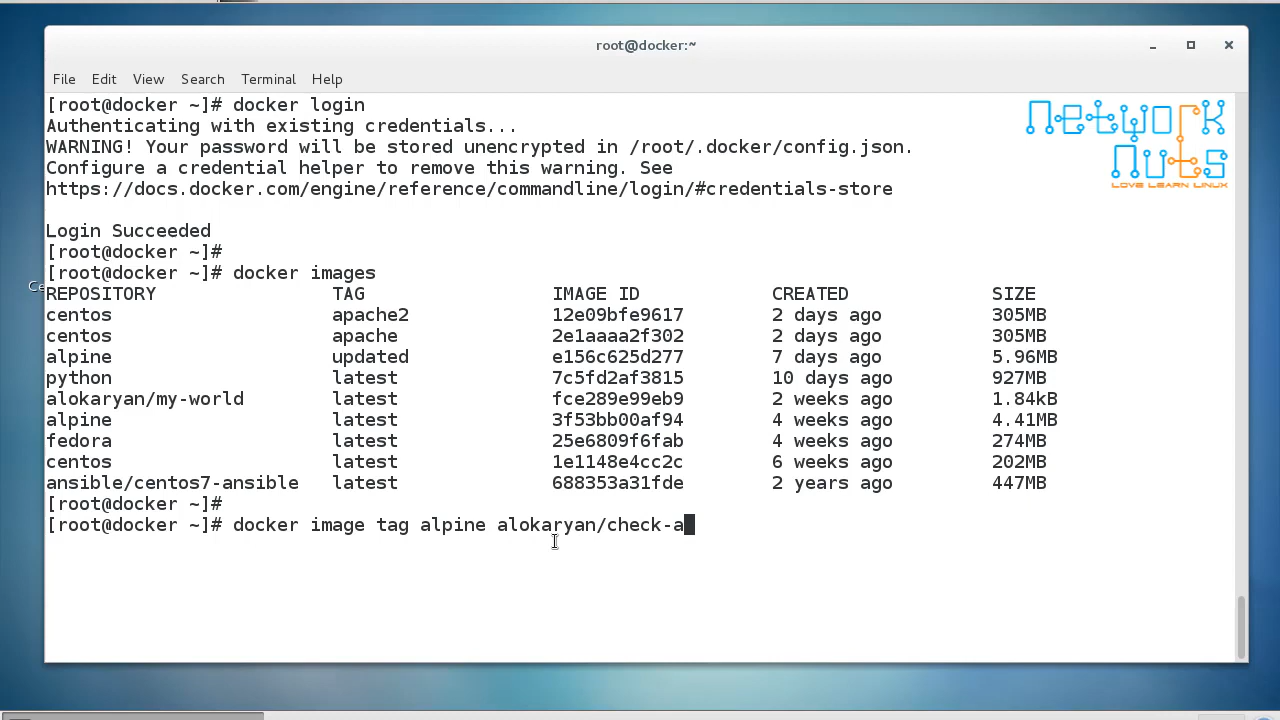 root@docker:~
File Edit View Search Terminal Help
[root@docker ~]# docker login
Authenticating with existing credentials...
WARNING! Your password will be stored unencrypted in /root/.docker/config.json.
Configure a credential helper to remove this warning. See
https://docs.docker.com/engine/reference/commandline/login/#credentials-store
Login Succeeded
[root@docker ~]#
[root@docker ~]# docker images
REPOSITORY TAG IMAGE ID CREATED SIZE
centos apache2 12e09bfe9617 2 days ago 305MB
centos apache 2e1aaaa2f302 2 days ago 305MB
alpine updated e156c625d277 7 days ago 5.96MB
python latest 7c5fd2af3815 10 days ago 927MB
alokaryan/my-world latest fce289e99eb9 2 weeks ago 1.84kB
alpine latest 3f53bb00af94 4 weeks ago 4.41MB
fedora latest 25e6809f6fab 4 weeks ago 274MB
centos latest 1e1148e4cc2c 6 weeks ago 202MB
ansible/centos7-ansible latest 688353a31fde 2 years ago 447MB
[root@docker ~]#
[root@docker ~]# docker image tag alpine alokaryan/check-a
network
nuts
LOVE LEARN LINUX
Ce